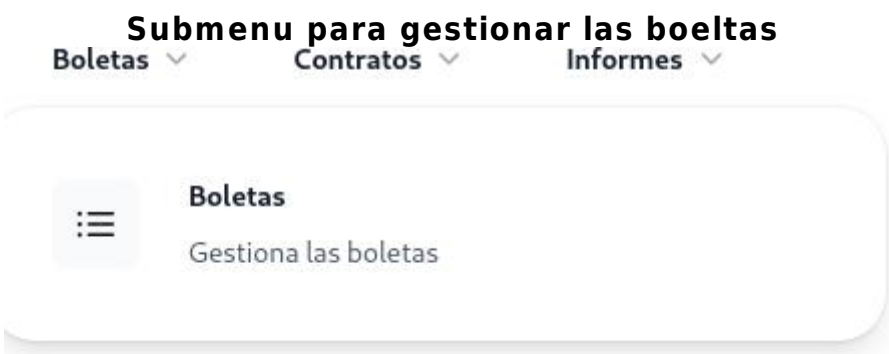 Submenu para gestionar las boeltas
Boletas Contratos Informes
Boletas
Gestiona las boletas